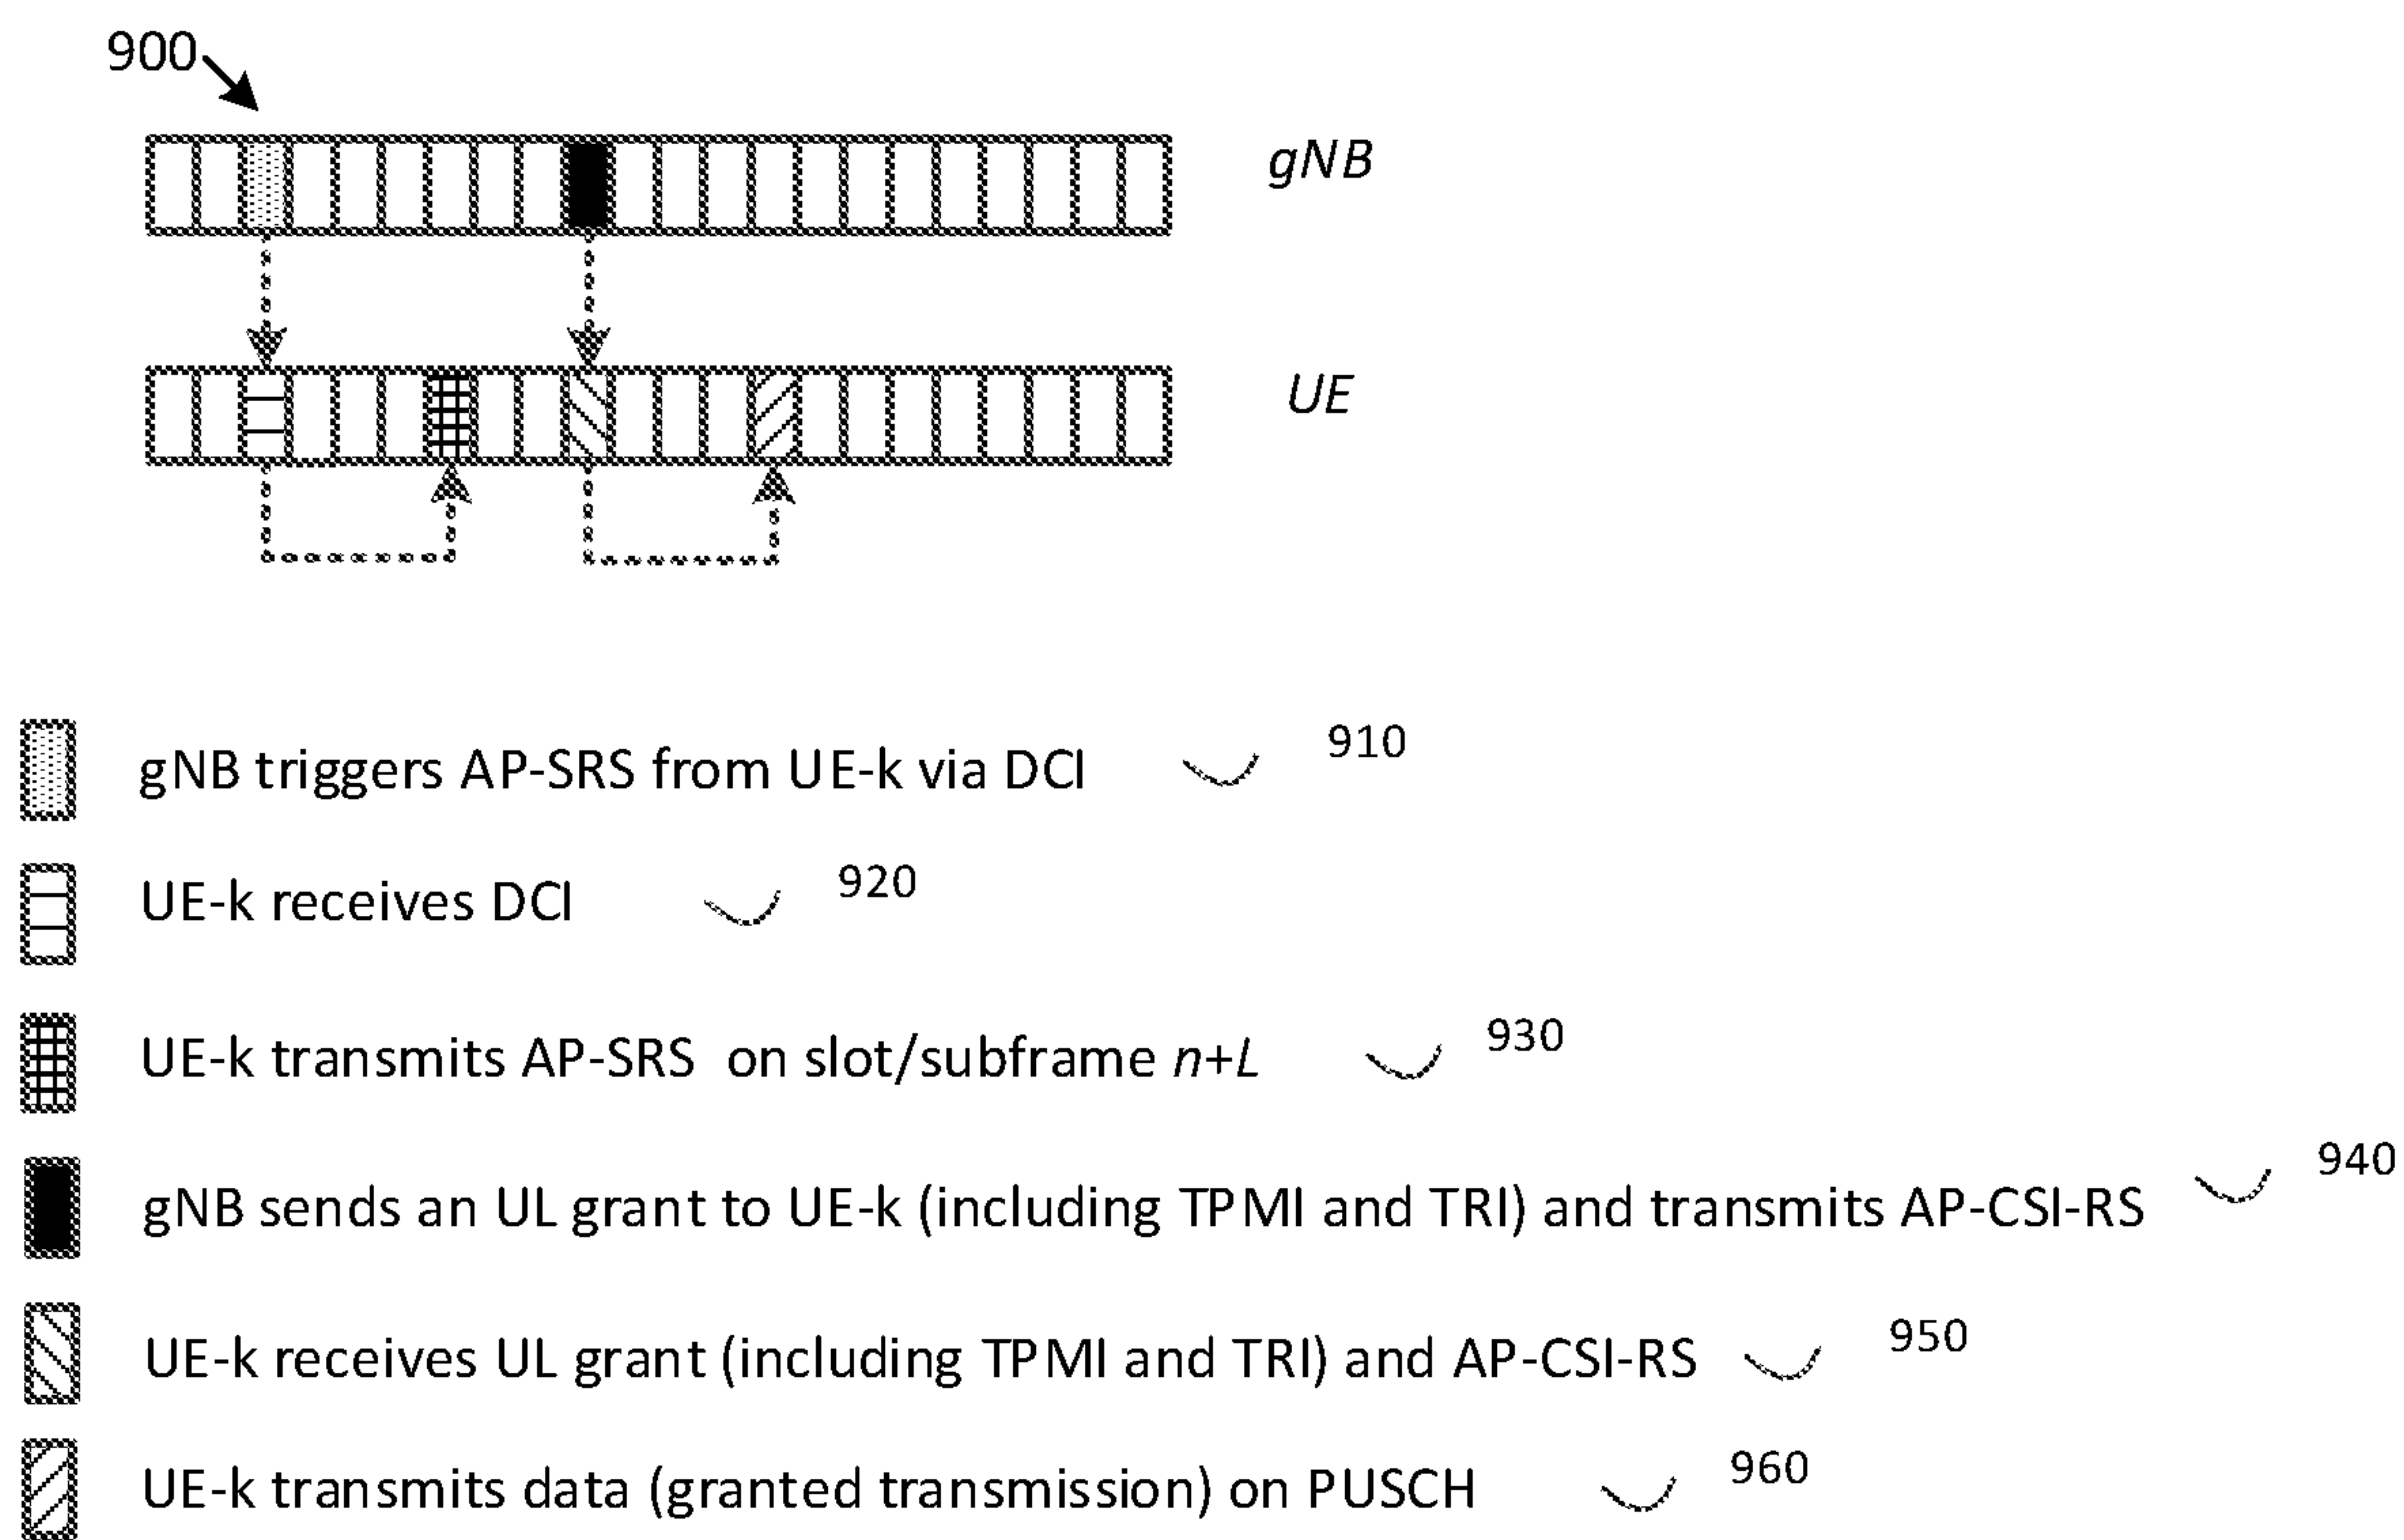 900
gNB
UE
gNB triggers AP-SRS from UE-k via DCI 910
UE-k receives DCI 920
UE-k transmits AP-SRS on slot/subframe n+L 930
gNB sends an UL grant to UE-k (including TPMI and TRI) and transmits AP-CSI-RS 940
UE-k receives UL grant (including TPMI and TRI) and AP-CSI-RS 950
UE-k transmits data (granted transmission) on PUSCH 960